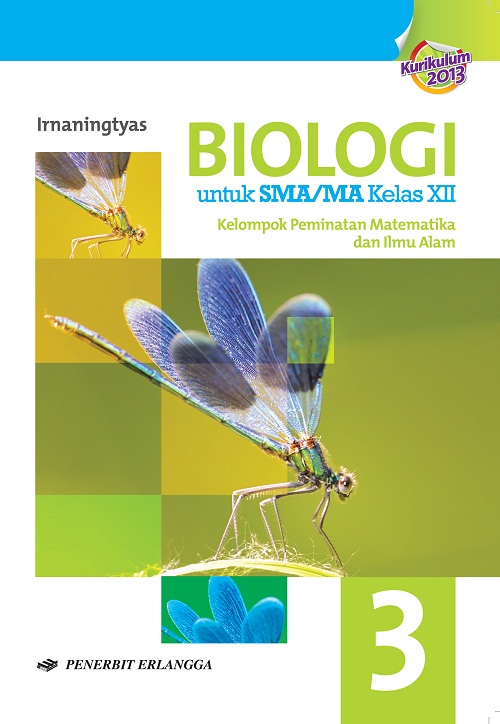 Kurikulum
2013
Irnaningtyas
BIOLOGI
untuk SMA/MA Kelas XII
Kelompok Peminatan Matematika
dan Ilmu Alam
3
PENERBIT ERLANGGA